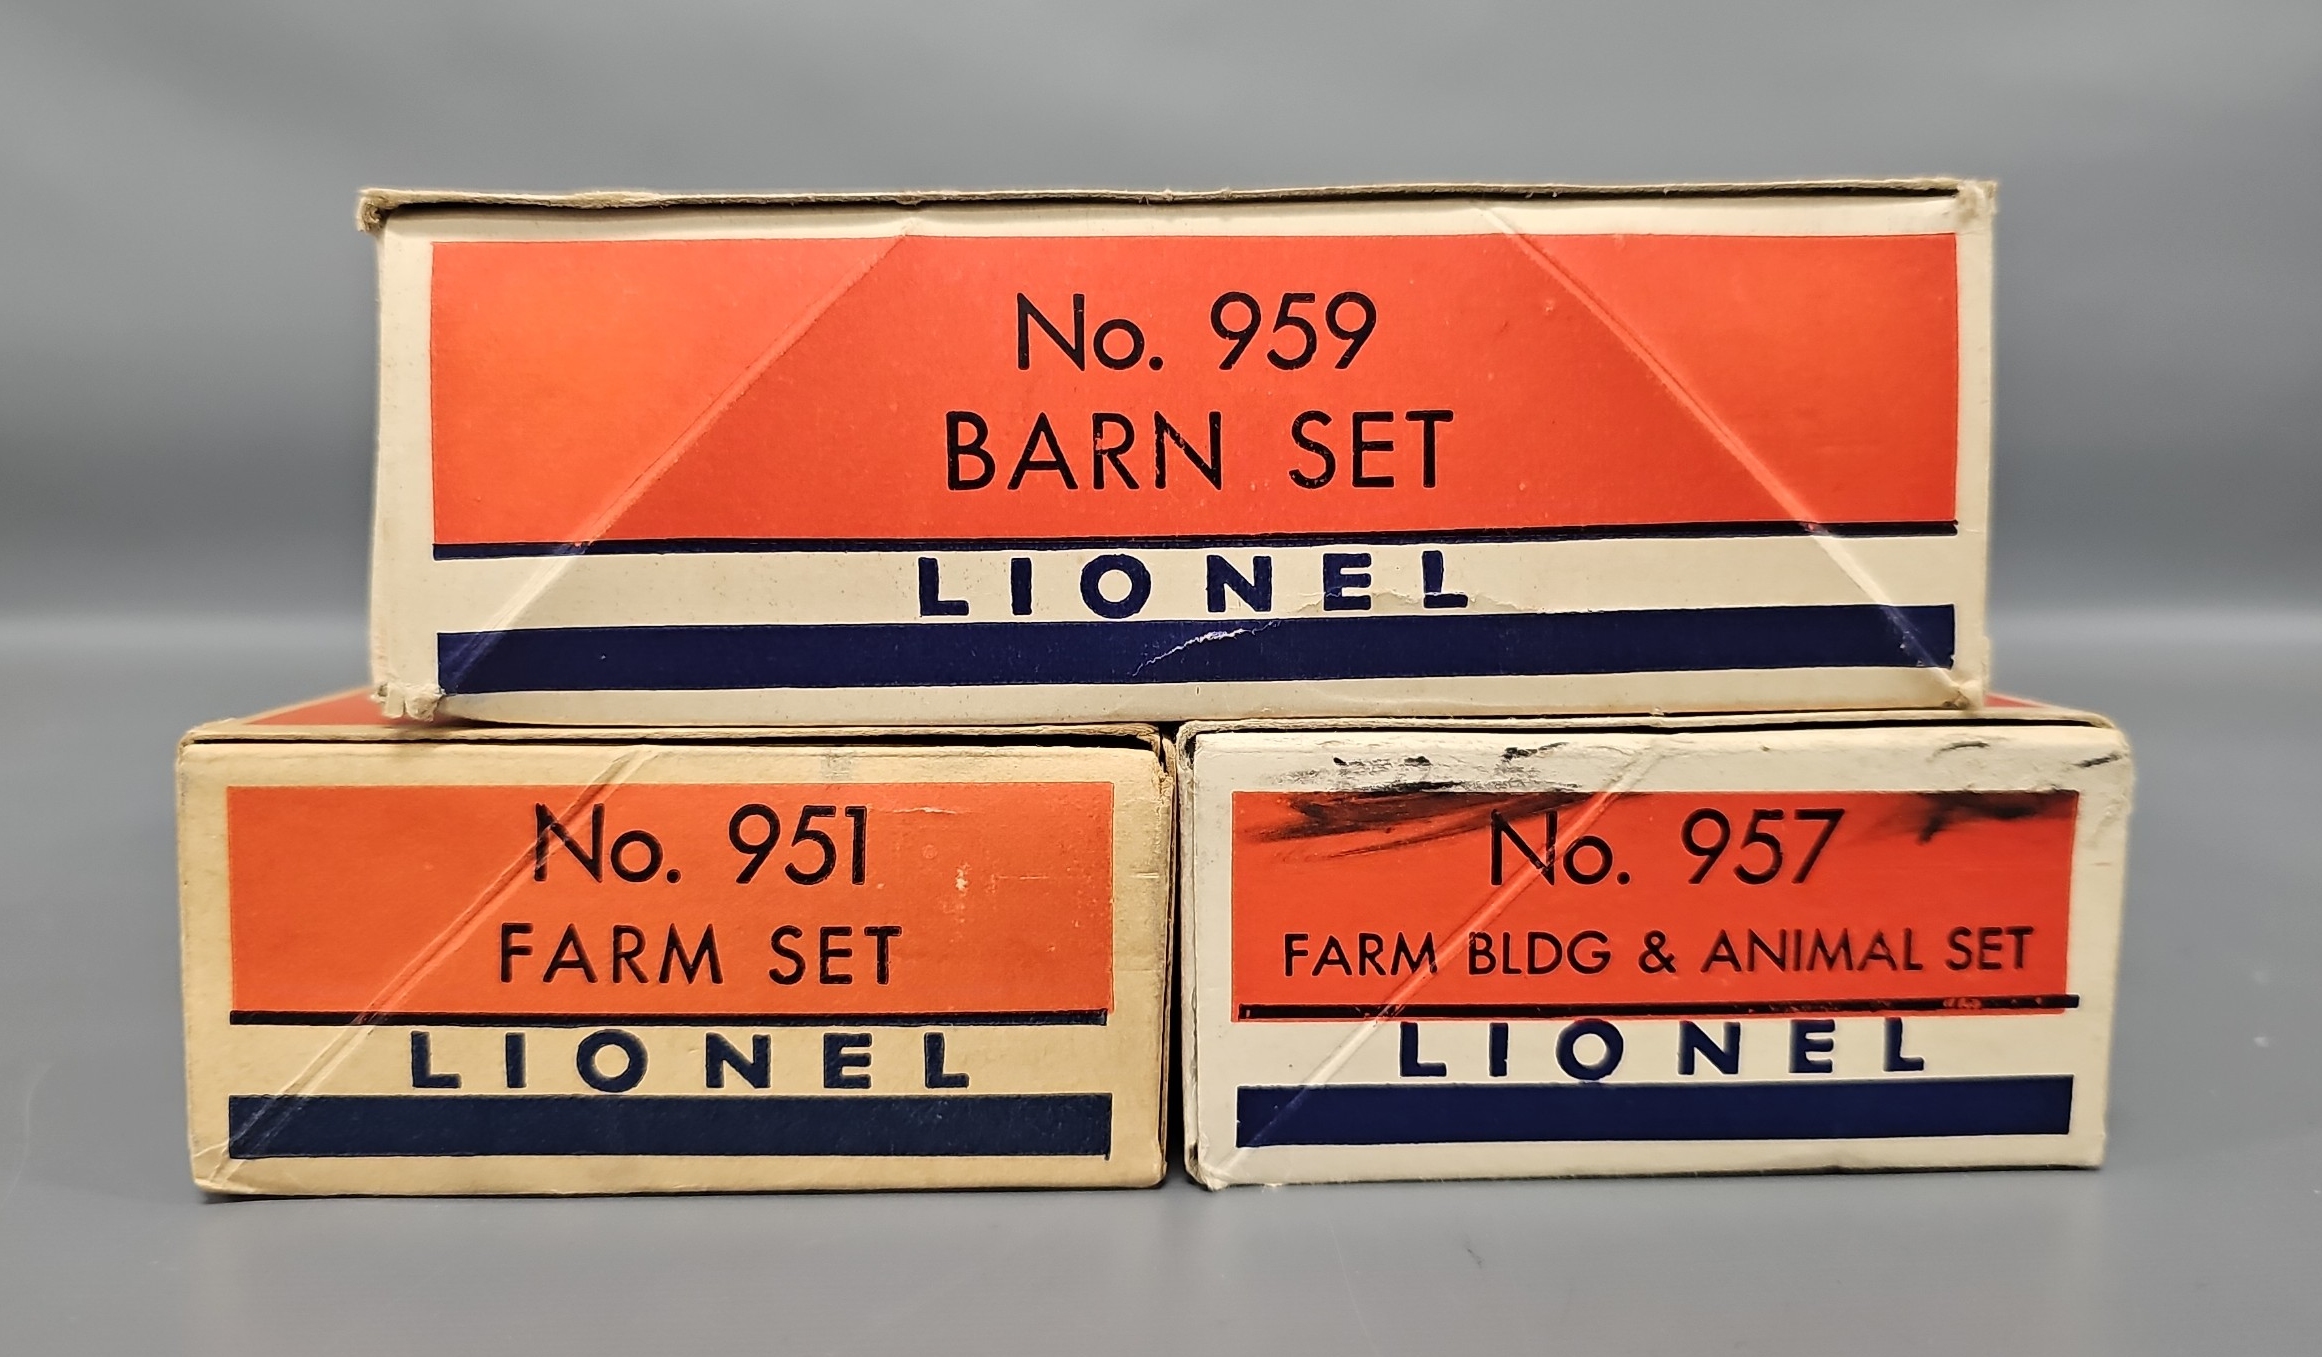 No. 959
BARN SET
LIONEL
No. 951
FARM SET
LIONEL
No. 957
FARM BLDG & ANIMAL SET
LIONEL